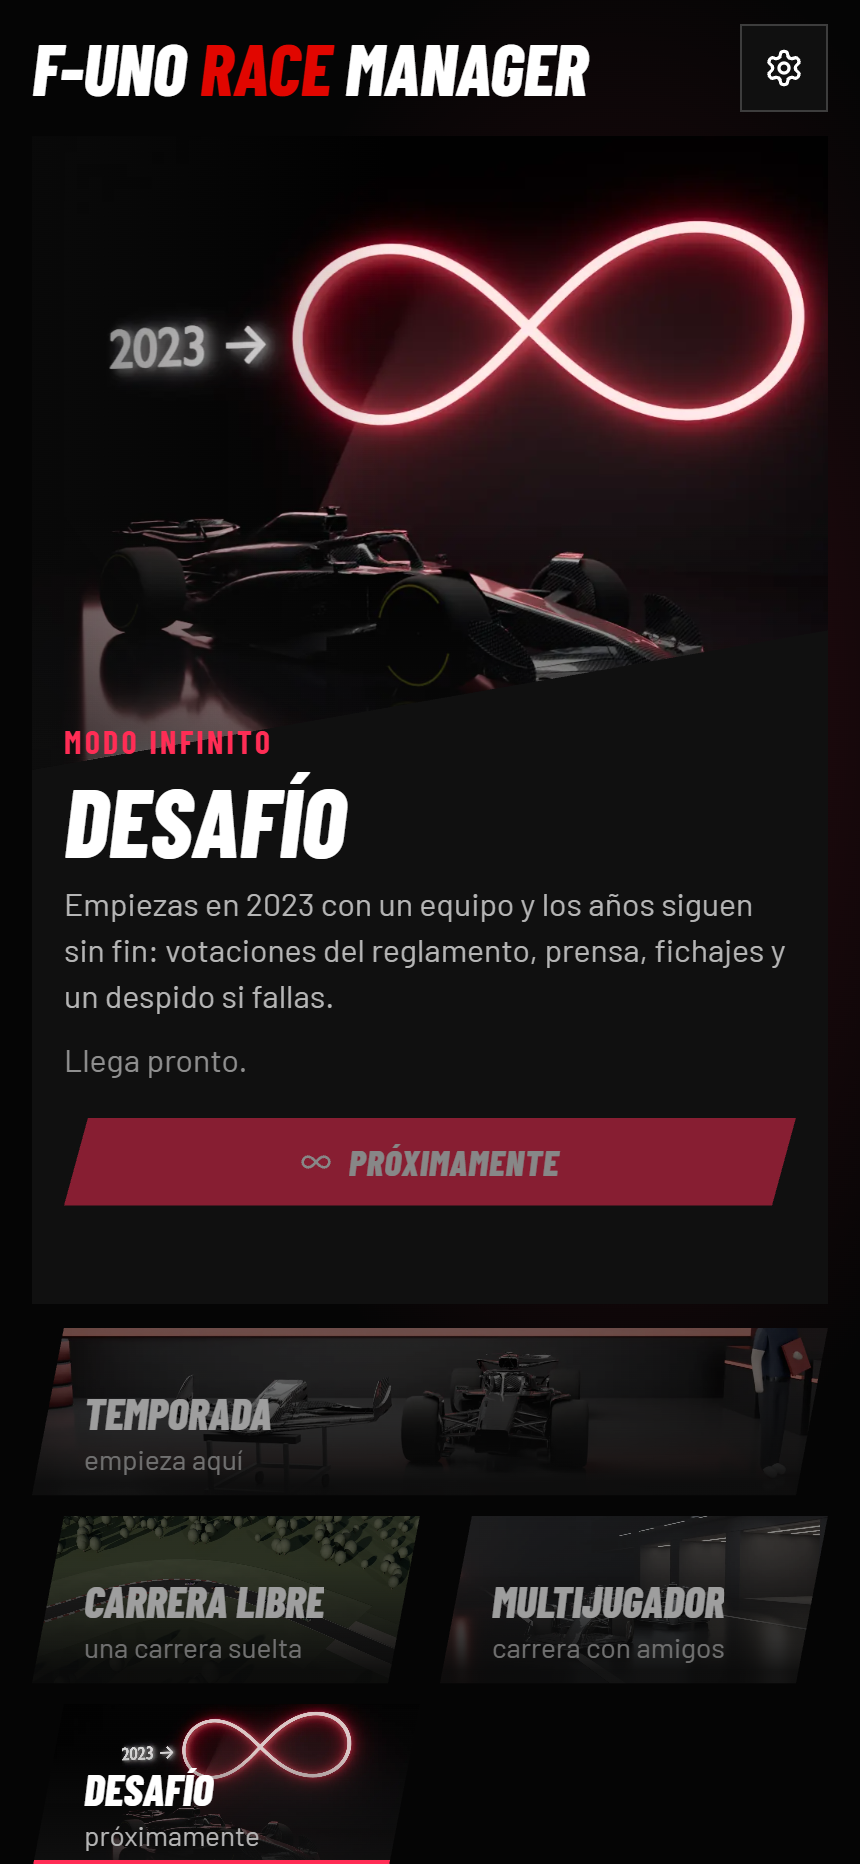 F-UNO RACE MANAGER
2023 →
MODO INFINITO
DESAFÍO
Empiezas en 2023 con un equipo y los años siguen
sin fin: votaciones del reglamento, prensa, fichajes y
un despido si fallas.
Llega pronto.
∞ PRÓXIMAMENTE
TEMPORADA
empieza aquí
CARRERA LIBRE
una carrera suelta
MULTIJUGADOR
carrera con amigos
2023 →
DESAFÍO
próximamente